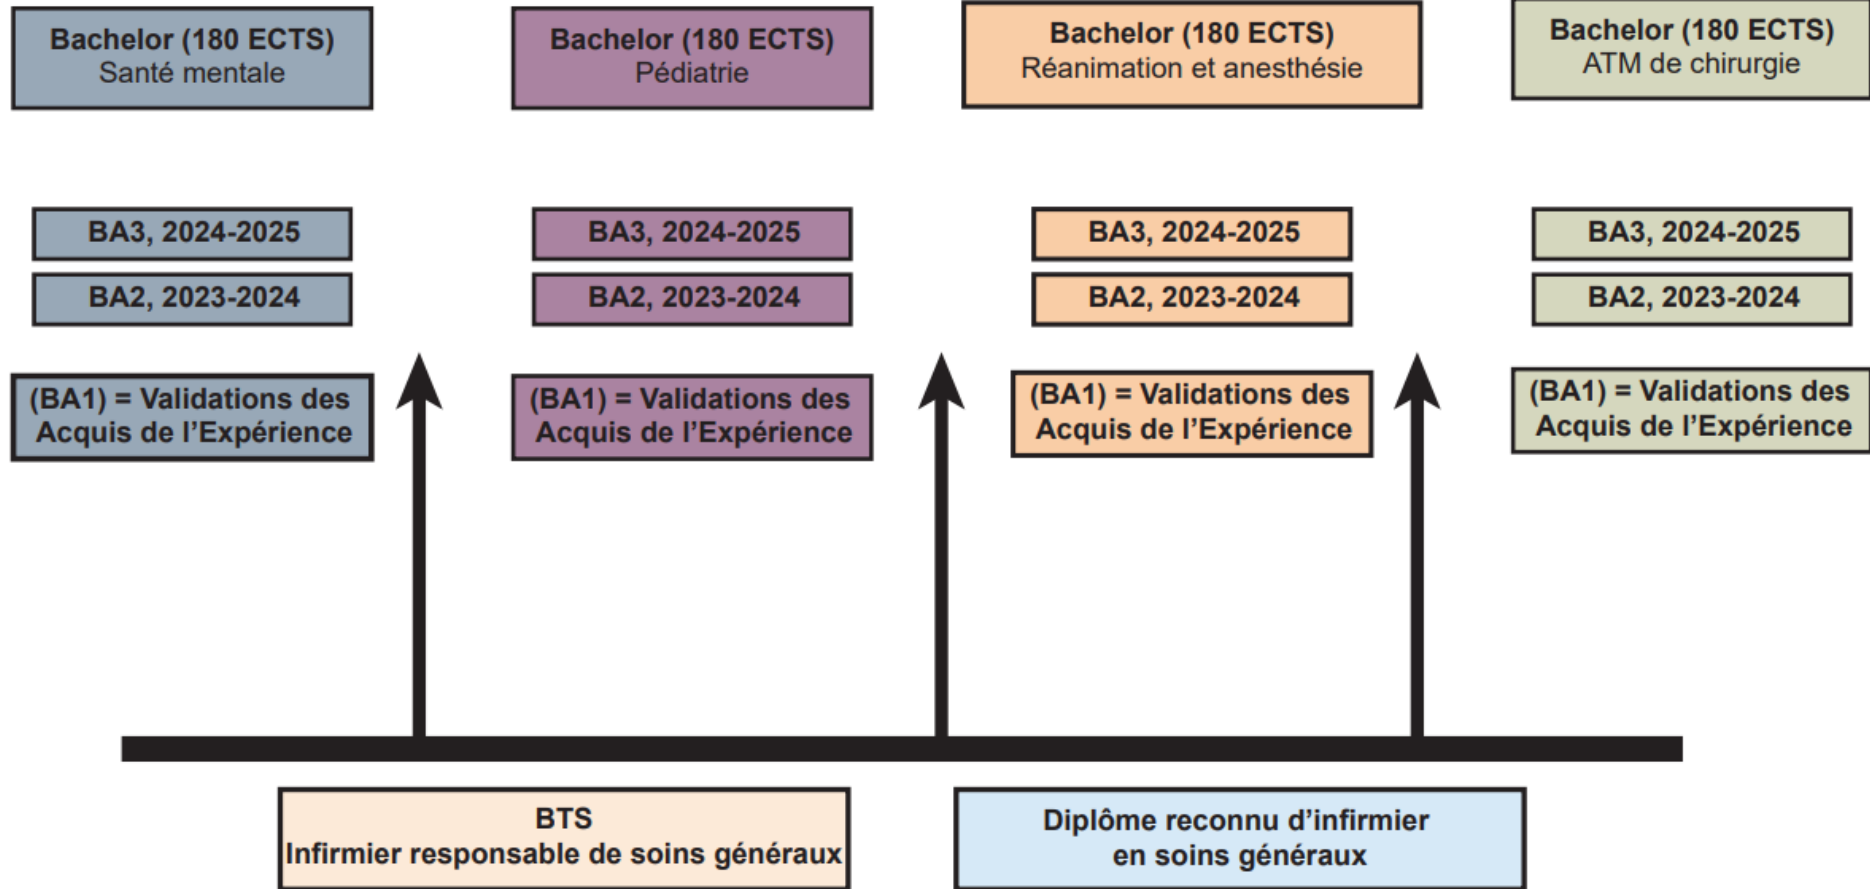 Bachelor (180 ECTS)
Santé mentale
Bachelor (180 ECTS)
Pédiatrie
Bachelor (180 ECTS)
Réanimation et anesthésie
Bachelor (180 ECTS)
ATM de chirurgie
BA3, 2024-2025
BA3, 2024-2025
BA3, 2024-2025
BA3, 2024-2025
BA2, 2023-2024
BA2, 2023-2024
BA2, 2023-2024
BA2, 2023-2024
(BA1) = Validations des
Acquis de l’Expérience
(BA1) = Validations des
Acquis de l’Expérience
(BA1) = Validations des
Acquis de l’Expérience
(BA1) = Validations des
Acquis de l’Expérience
BTS
Infirmier responsable de soins généraux
Diplôme reconnu d’infirmier
en soins généraux